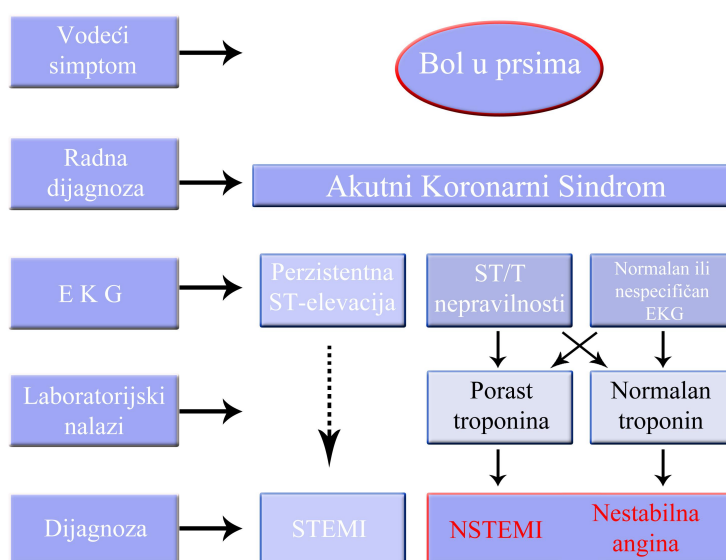 Vodeći
simptom
Bol u prsima
Radna
dijagnoza
Akutni Koronarni Sindrom
E K G
Perzistentna
ST-elevacija
ST/T
nepravilnosti
Normalan ili
nespecifičan
EKG
Laboratorijski
nalazi
Porast
troponina
Normalan
troponin
Dijagnoza
STEMI
NSTEMI
Nestabilna
angina